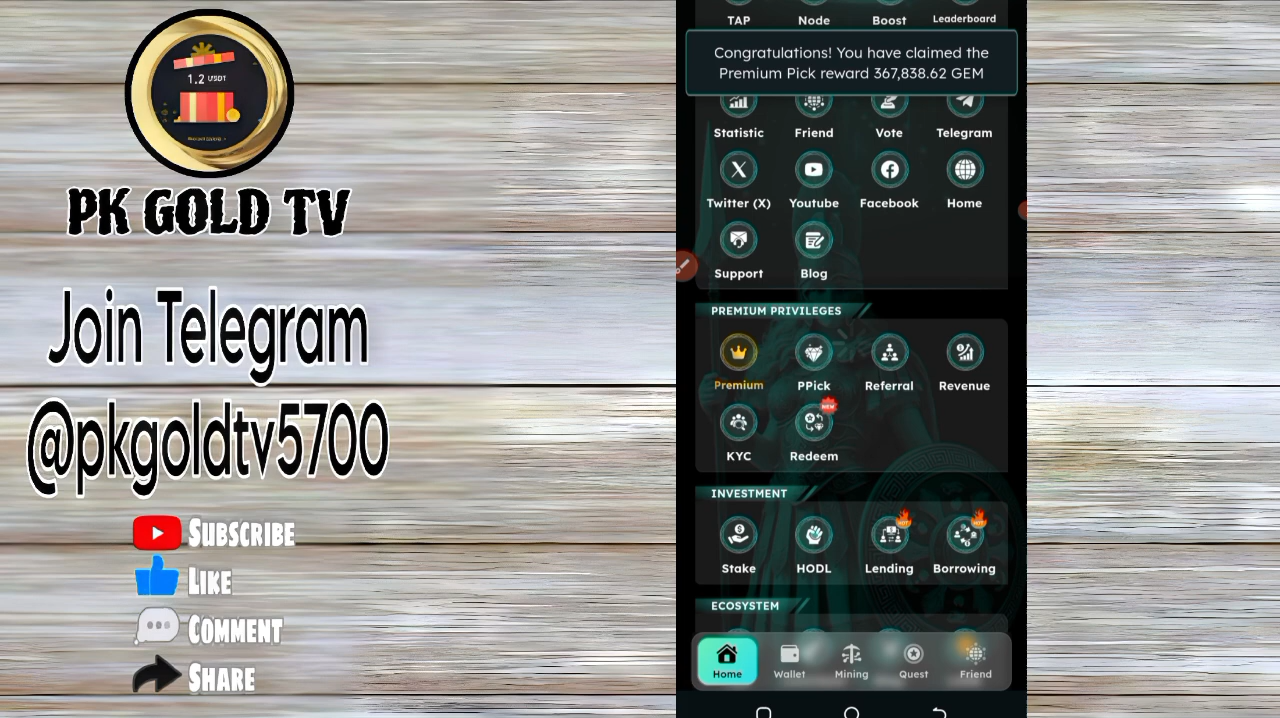 1.2 USDT
PK GOLD TV
Join Telegram
@pkgoldtv5700
SUBSCRIBE
LIKE
COMMENT
SHARE
TAP Node Boost Leaderboard
Congratulations! You have claimed the
Premium Pick reward 367,838.62 GEM
Statistic Friend Vote Telegram
Twitter (X) Youtube Facebook Home
Support Blog
PREMIUM PRIVILEGES
Premium PPick Referral Revenue
NEW
KYC Redeem
INVESTMENT
HOT HOT
Stake HODL Lending Borrowing
ECOSYSTEM
Home Wallet Mining Quest Friend